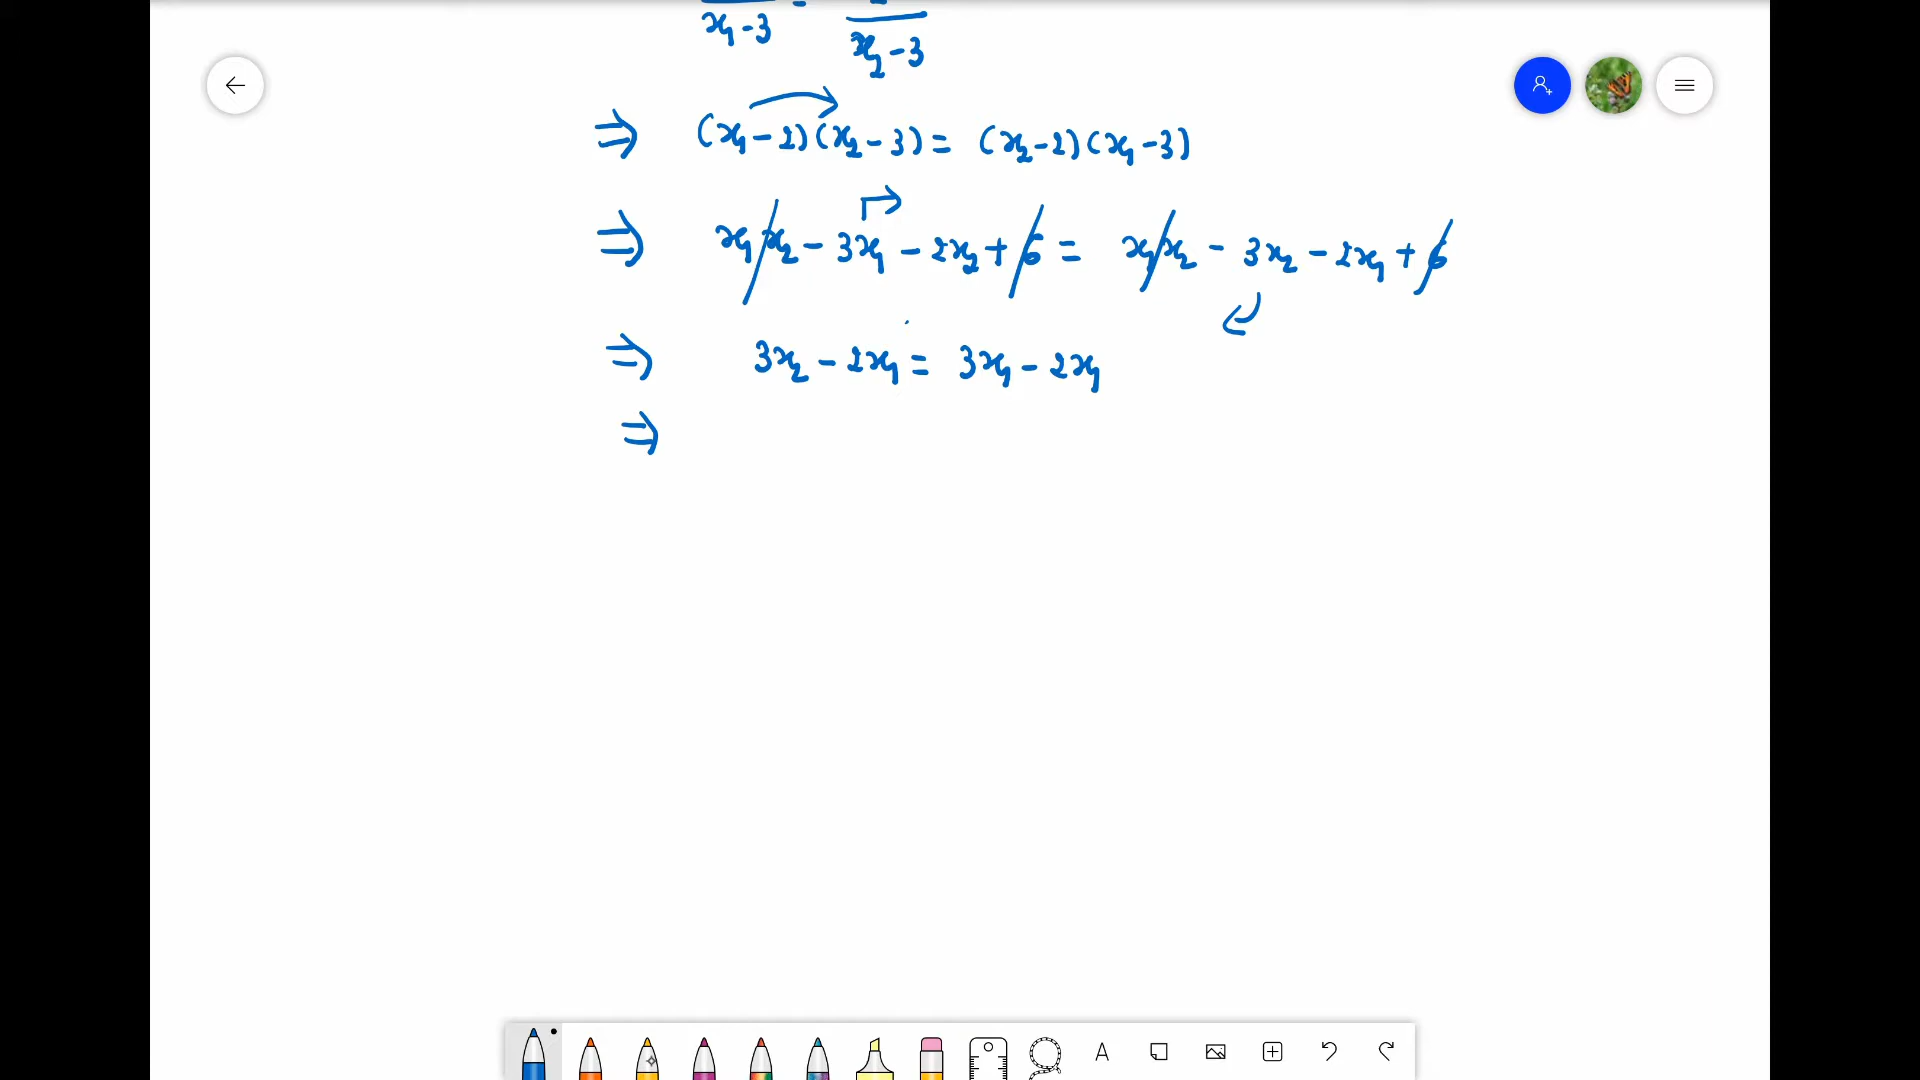 x₁-3 = x₂-3
⇒ (x₁-2)(x₂-3) = (x₂-2)(x₁-3)
⇒ x₁x₂ - 3x₁ - 2x₂ + 6 = x₁x₂ - 3x₂ - 2x₁ + 6
⇒ 3x₂ - 2x₁ = 3x₁ - 2x₁
⇒
A